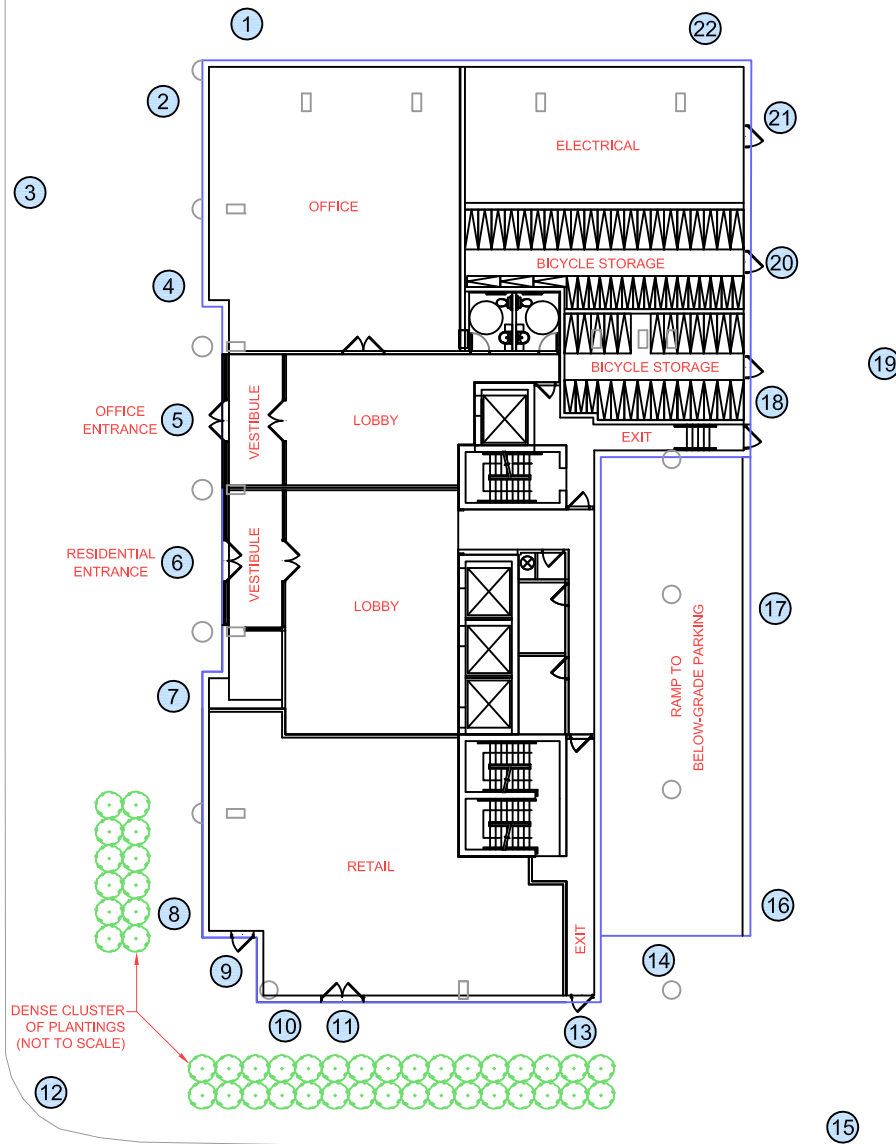 1
22
2
21
ELECTRICAL
3
OFFICE
BICYCLE STORAGE
20
4
BICYCLE STORAGE
19
18
OFFICE
ENTRANCE
5
VESTIBULE
LOBBY
EXIT
RESIDENTIAL
ENTRANCE
6
VESTIBULE
LOBBY
17
RAMP TO
BELOW-GRADE PARKING
7
RETAIL
8
16
9
EXIT
14
DENSE CLUSTER
OF PLANTINGS
(NOT TO SCALE)
10
11
13
12
15